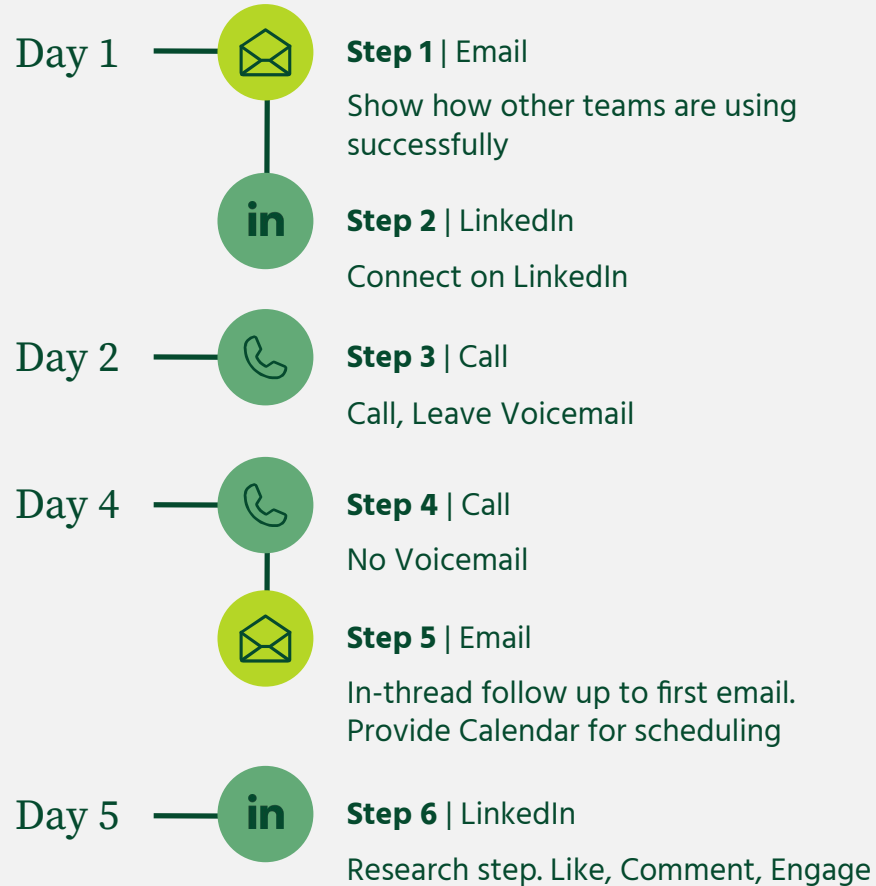 Day 1
Step 1 | Email
Show how other teams are using
successfully
in
Step 2 | LinkedIn
Connect on LinkedIn
Day 2
Step 3 | Call
Call, Leave Voicemail
Day 4
Step 4 | Call
No Voicemail
Step 5 | Email
In-thread follow up to first email.
Provide Calendar for scheduling
Day 5
in
Step 6 | LinkedIn
Research step. Like, Comment, Engage